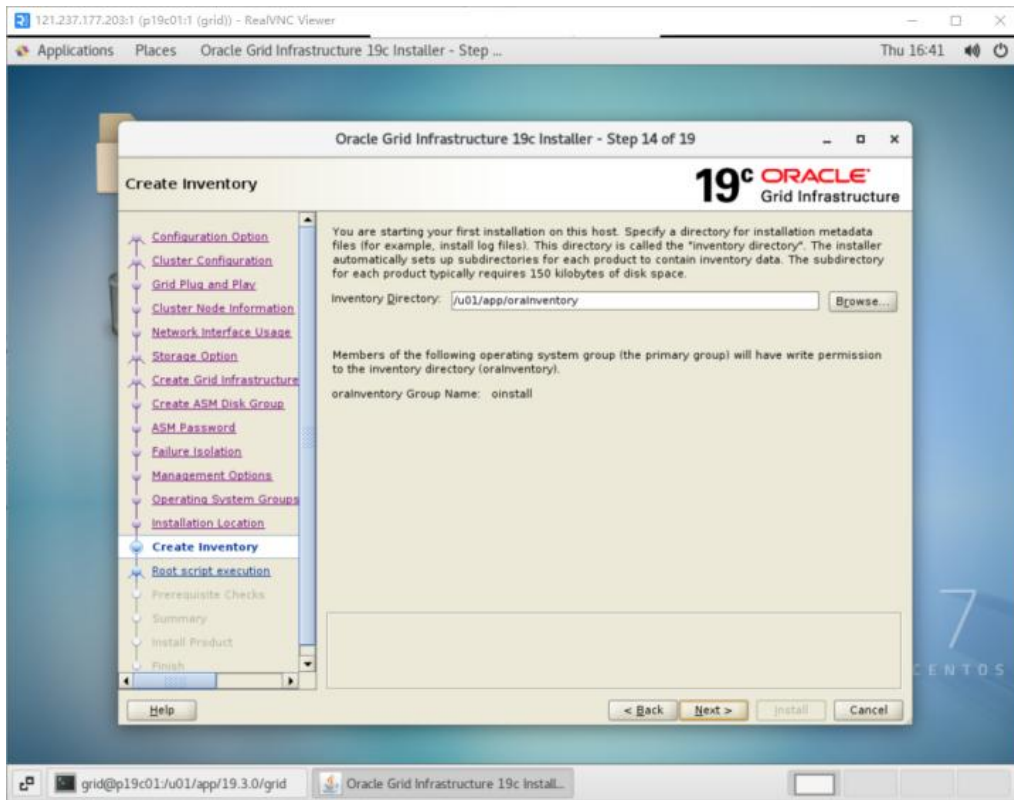 121.237.177.203:1 (p19c01:1 (grid)) - RealVNC Viewer
Applications Places Oracle Grid Infrastructure 19c Installer - Step ... Thu 16:41
Oracle Grid Infrastructure 19c Installer - Step 14 of 19
Create Inventory
19c ORACLE
Grid Infrastructure
Configuration Option
Cluster Configuration
Grid Plug and Play
Cluster Node Information
Network Interface Usage
Storage Option
Create Grid Infrastructure
Create ASM Disk Group
ASM Password
Failure Isolation
Management Options
Operating System Groups
Installation Location
Create Inventory
Root script execution
Prerequisite Checks
Summary
Install Product
Finish
You are starting your first installation on this host. Specify a directory for installation metadata
files (for example, install log files). This directory is called the "inventory directory". The installer
automatically sets up subdirectories for each product to contain inventory data. The subdirectory
for each product typically requires 150 kilobytes of disk space.
Inventory Directory: /u01/app/oraInventory Browse...
Members of the following operating system group (the primary group) will have write permission
to the inventory directory (oraInventory).
oraInventory Group Name: oinstall
Help < Back Next > Install Cancel
7
CENTOS
grid@p19c01:/u01/app/19.3.0/grid Oracle Grid Infrastructure 19c Install...